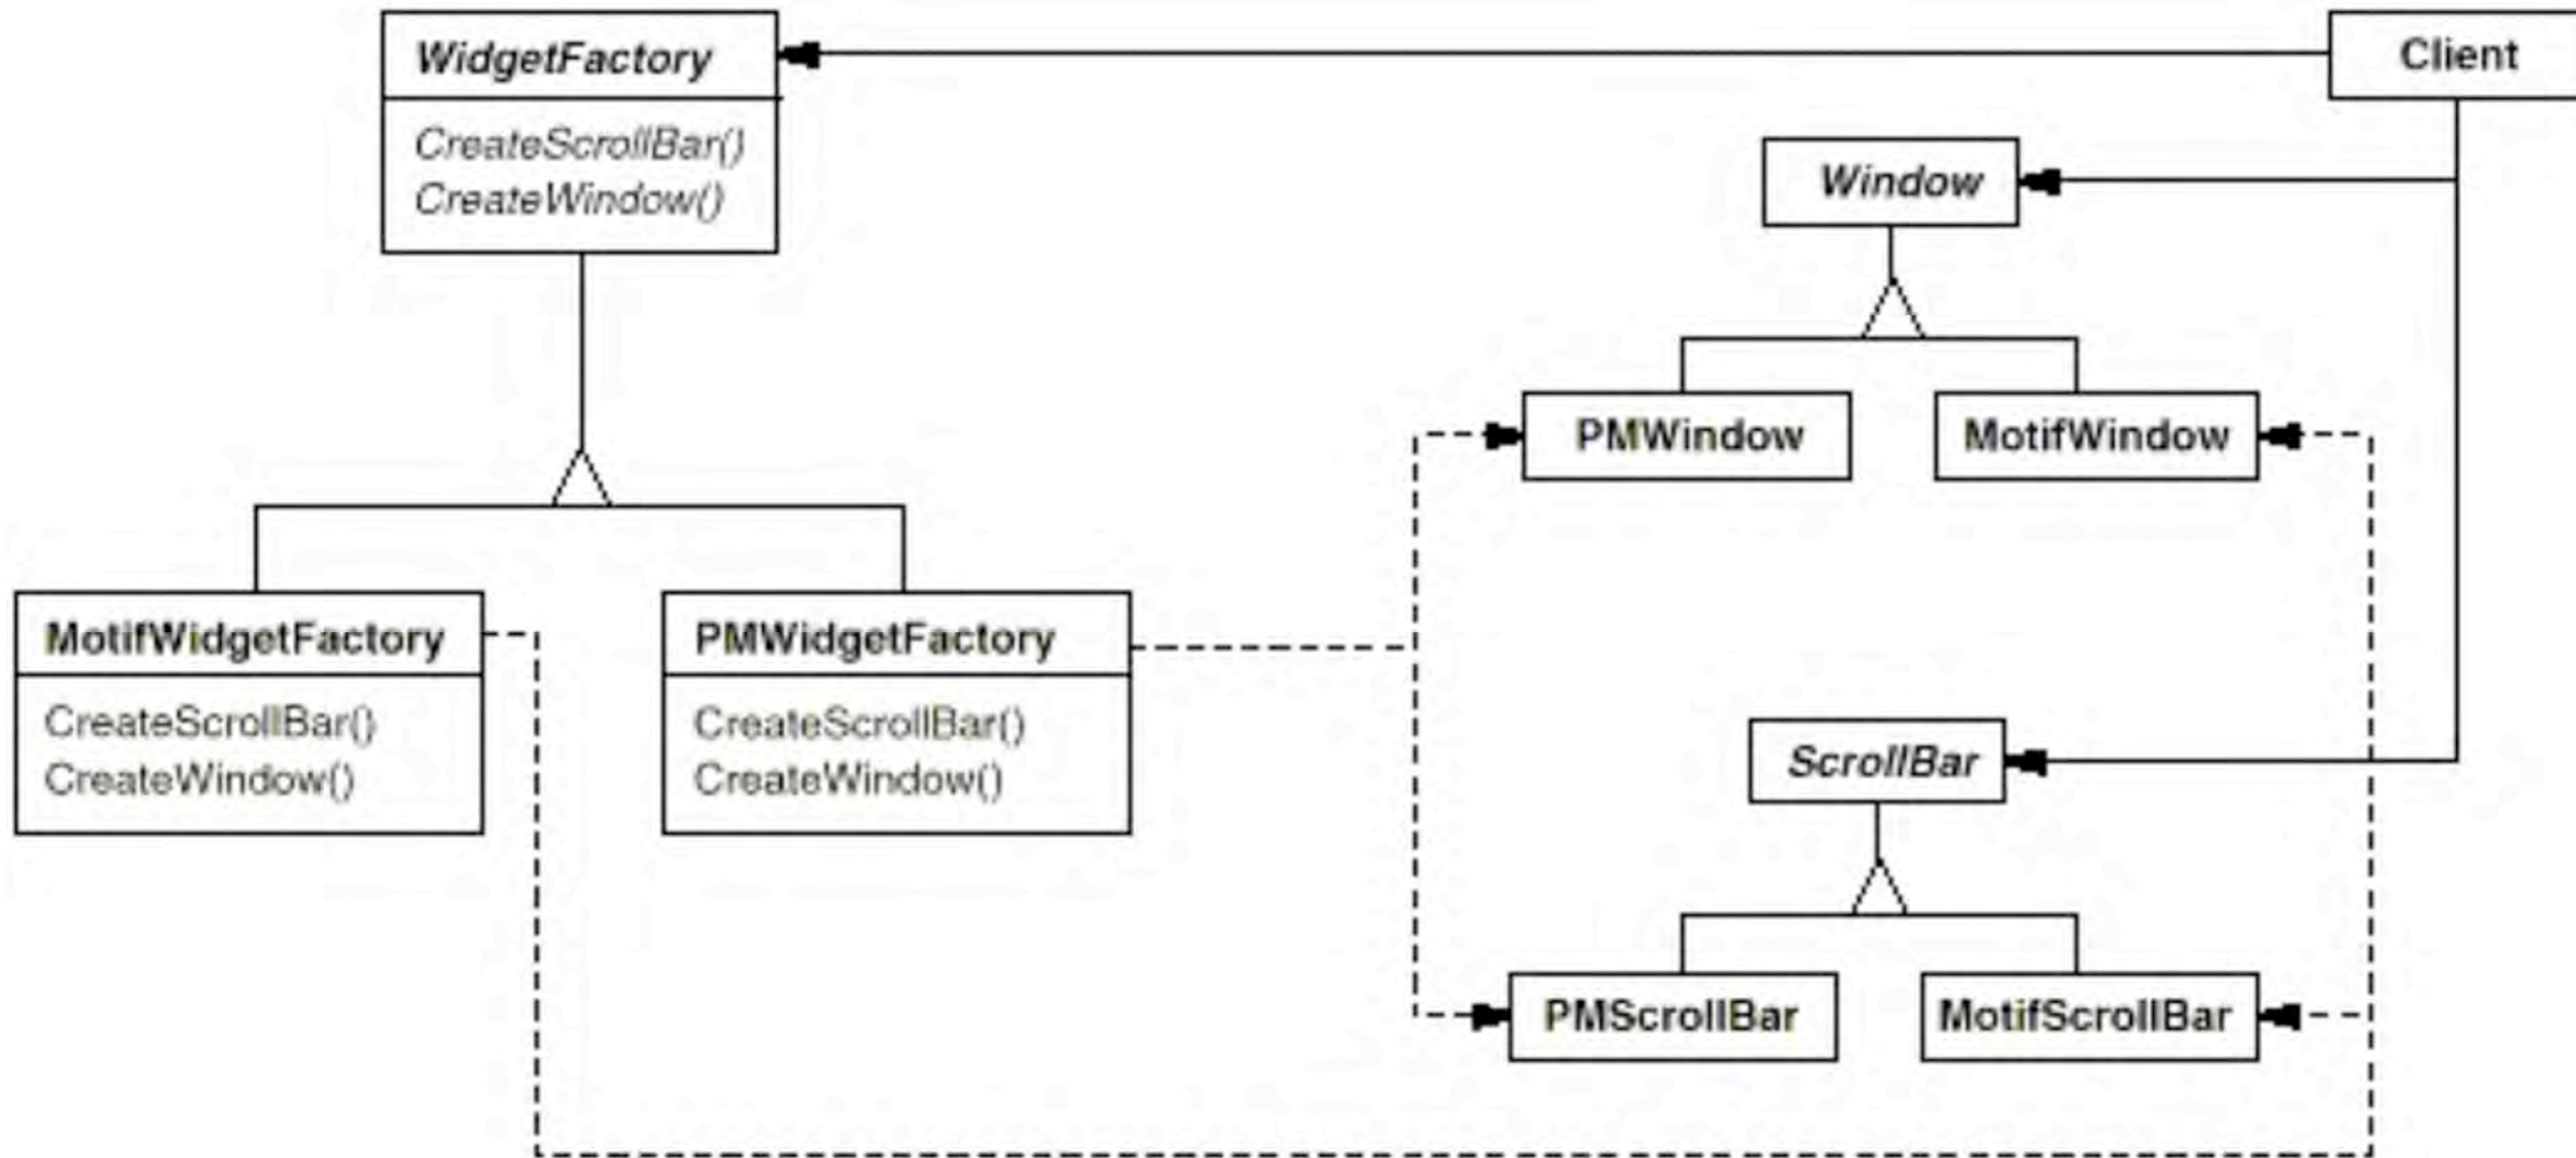 WidgetFactory
CreateScrollBar()
CreateWindow()
Client
Window
PMWindow
MotifWindow
MotifWidgetFactory
CreateScrollBar()
CreateWindow()
PMWidgetFactory
CreateScrollBar()
CreateWindow()
ScrollBar
PMScrollBar
MotifScrollBar